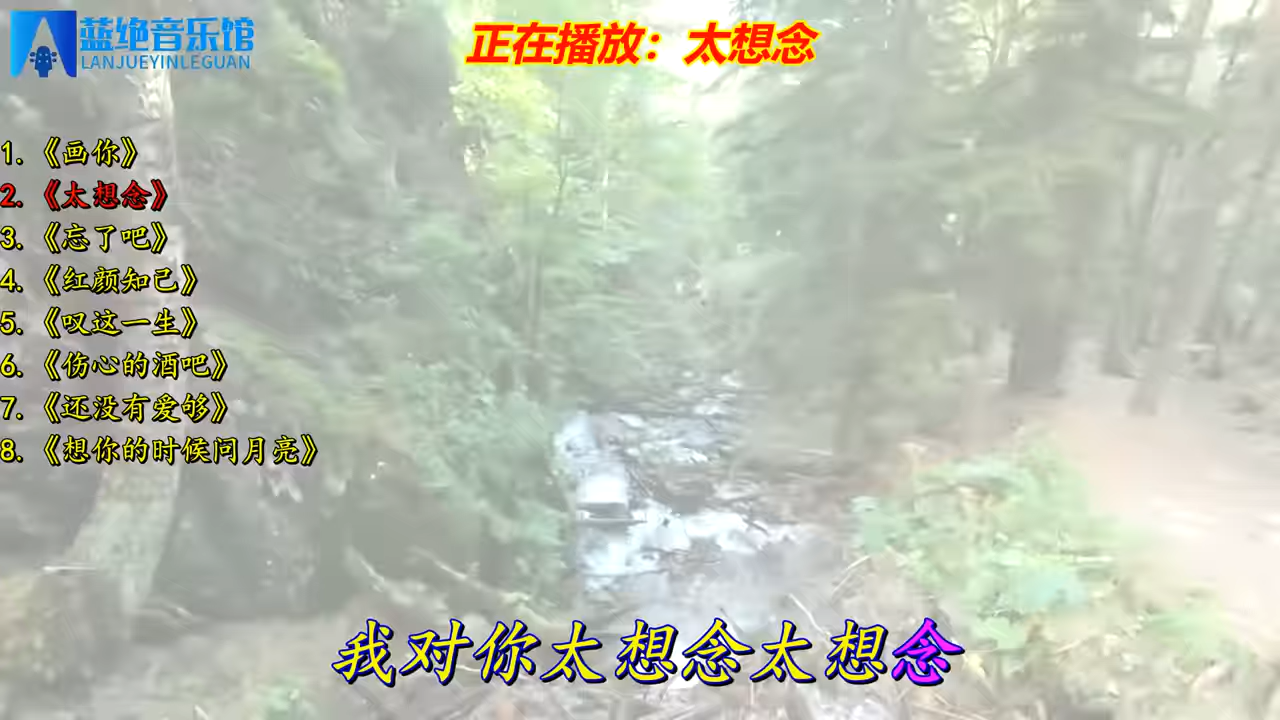 蓝绝音乐馆
LANJUEYINLEGUAN
正在播放：太想念
1.《画你》
2.《太想念》
3.《忘了吧》
4.《红颜知己》
5.《叹这一生》
6.《伤心的酒吧》
7.《还没有爱够》
8.《想你的时候问月亮》
我对你太想念太想念